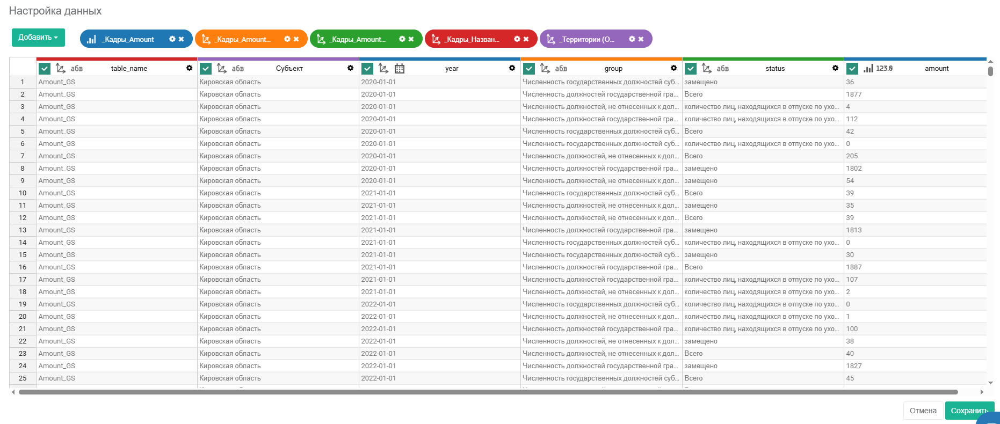 Настройка данных
Добавить _Кадры_Amount _Кадры_Amount... _Кадры_Amount... _Кадры_Назван... _Территории (О...
абв table_name абв Субъект year абв group абв status 123.0 amount
1 Amount_GS Кировская область 2020-01-01 Численность государственных должностей суб... замещено 36
2 Amount_GS Кировская область 2020-01-01 Численность должностей государственной гра... Всего 1877
3 Amount_GS Кировская область 2020-01-01 Численность должностей, не отнесенных к дол... количество лиц, находящихся в отпуске по ухо... 4
4 Amount_GS Кировская область 2020-01-01 Численность должностей государственной гра... количество лиц, находящихся в отпуске по ухо... 112
5 Amount_GS Кировская область 2020-01-01 Численность государственных должностей суб... Всего 42
6 Amount_GS Кировская область 2020-01-01 Численность государственных должностей суб... количество лиц, находящихся в отпуске по ухо... 0
7 Amount_GS Кировская область 2020-01-01 Численность должностей, не отнесенных к дол... Всего 205
8 Amount_GS Кировская область 2020-01-01 Численность должностей государственной гра... замещено 1802
9 Amount_GS Кировская область 2020-01-01 Численность должностей, не отнесенных к дол... замещено 54
10 Amount_GS Кировская область 2021-01-01 Численность государственных должностей суб... Всего 39
11 Amount_GS Кировская область 2021-01-01 Численность должностей, не отнесенных к дол... замещено 35
12 Amount_GS Кировская область 2021-01-01 Численность должностей, не отнесенных к дол... Всего 39
13 Amount_GS Кировская область 2021-01-01 Численность должностей государственной гра... замещено 1813
14 Amount_GS Кировская область 2021-01-01 Численность государственных должностей суб... количество лиц, находящихся в отпуске по ухо... 0
15 Amount_GS Кировская область 2021-01-01 Численность государственных должностей суб... замещено 30
16 Amount_GS Кировская область 2021-01-01 Численность должностей государственной гра... Всего 1887
17 Amount_GS Кировская область 2021-01-01 Численность должностей государственной гра... количество лиц, находящихся в отпуске по ухо... 107
18 Amount_GS Кировская область 2021-01-01 Численность должностей, не отнесенных к дол... количество лиц, находящихся в отпуске по ухо... 2
19 Amount_GS Кировская область 2022-01-01 Численность государственных должностей суб... количество лиц, находящихся в отпуске по ухо... 0
20 Amount_GS Кировская область 2022-01-01 Численность должностей, не отнесенных к дол... количество лиц, находящихся в отпуске по ухо... 1
21 Amount_GS Кировская область 2022-01-01 Численность должностей государственной гра... количество лиц, находящихся в отпуске по ухо... 100
22 Amount_GS Кировская область 2022-01-01 Численность должностей, не отнесенных к дол... замещено 38
23 Amount_GS Кировская область 2022-01-01 Численность должностей, не отнесенных к дол... Всего 40
24 Amount_GS Кировская область 2022-01-01 Численность должностей государственной гра... замещено 1827
25 Amount_GS Кировская область 2022-01-01 Численность государственных должностей суб... Всего 45
Отмена Сохранить